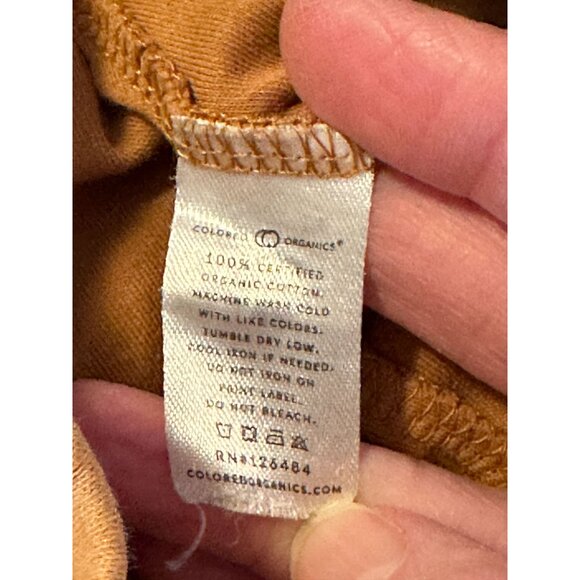 COLORED ORGANICS®
100% CERTIFIED
ORGANIC COTTON.
MACHINE WASH COLD
WITH LIKE COLORS.
TUMBLE DRY LOW.
COOL IRON IF NEEDED.
DO NOT IRON ON
PRINT LABEL.
DO NOT BLEACH.
RN#126484
COLOREDORGANICS.COM